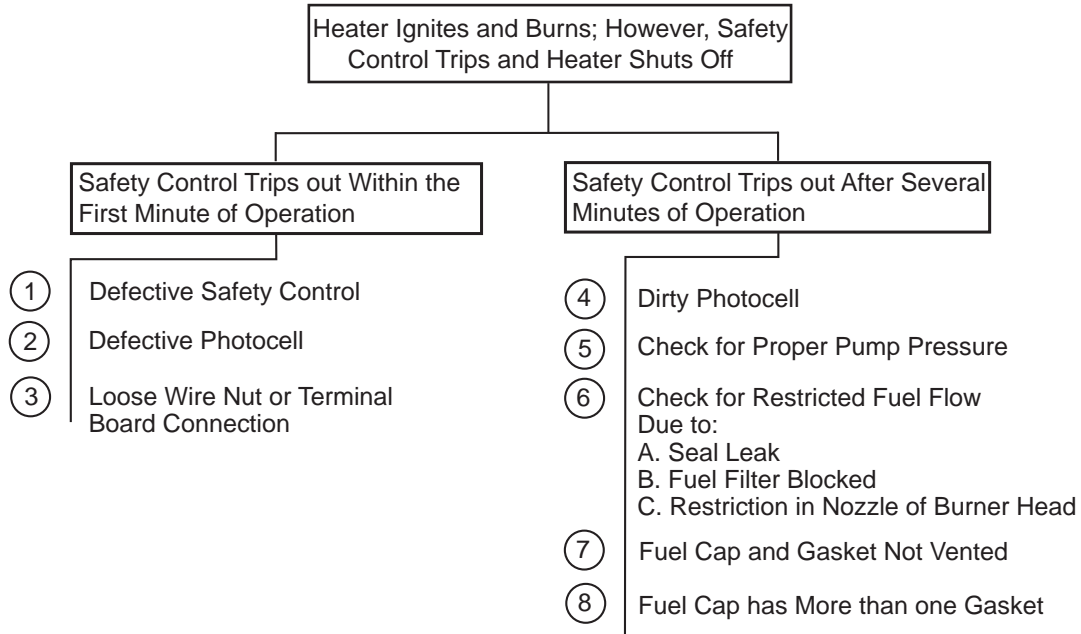 Heater Ignites and Burns; However, Safety
Control Trips and Heater Shuts Off
Safety Control Trips out Within the
First Minute of Operation
1 Defective Safety Control
2 Defective Photocell
3 Loose Wire Nut or Terminal
Board Connection
Safety Control Trips out After Several
Minutes of Operation
4 Dirty Photocell
5 Check for Proper Pump Pressure
6 Check for Restricted Fuel Flow
Due to:
A. Seal Leak
B. Fuel Filter Blocked
C. Restriction in Nozzle of Burner Head
7 Fuel Cap and Gasket Not Vented
8 Fuel Cap has More than one Gasket